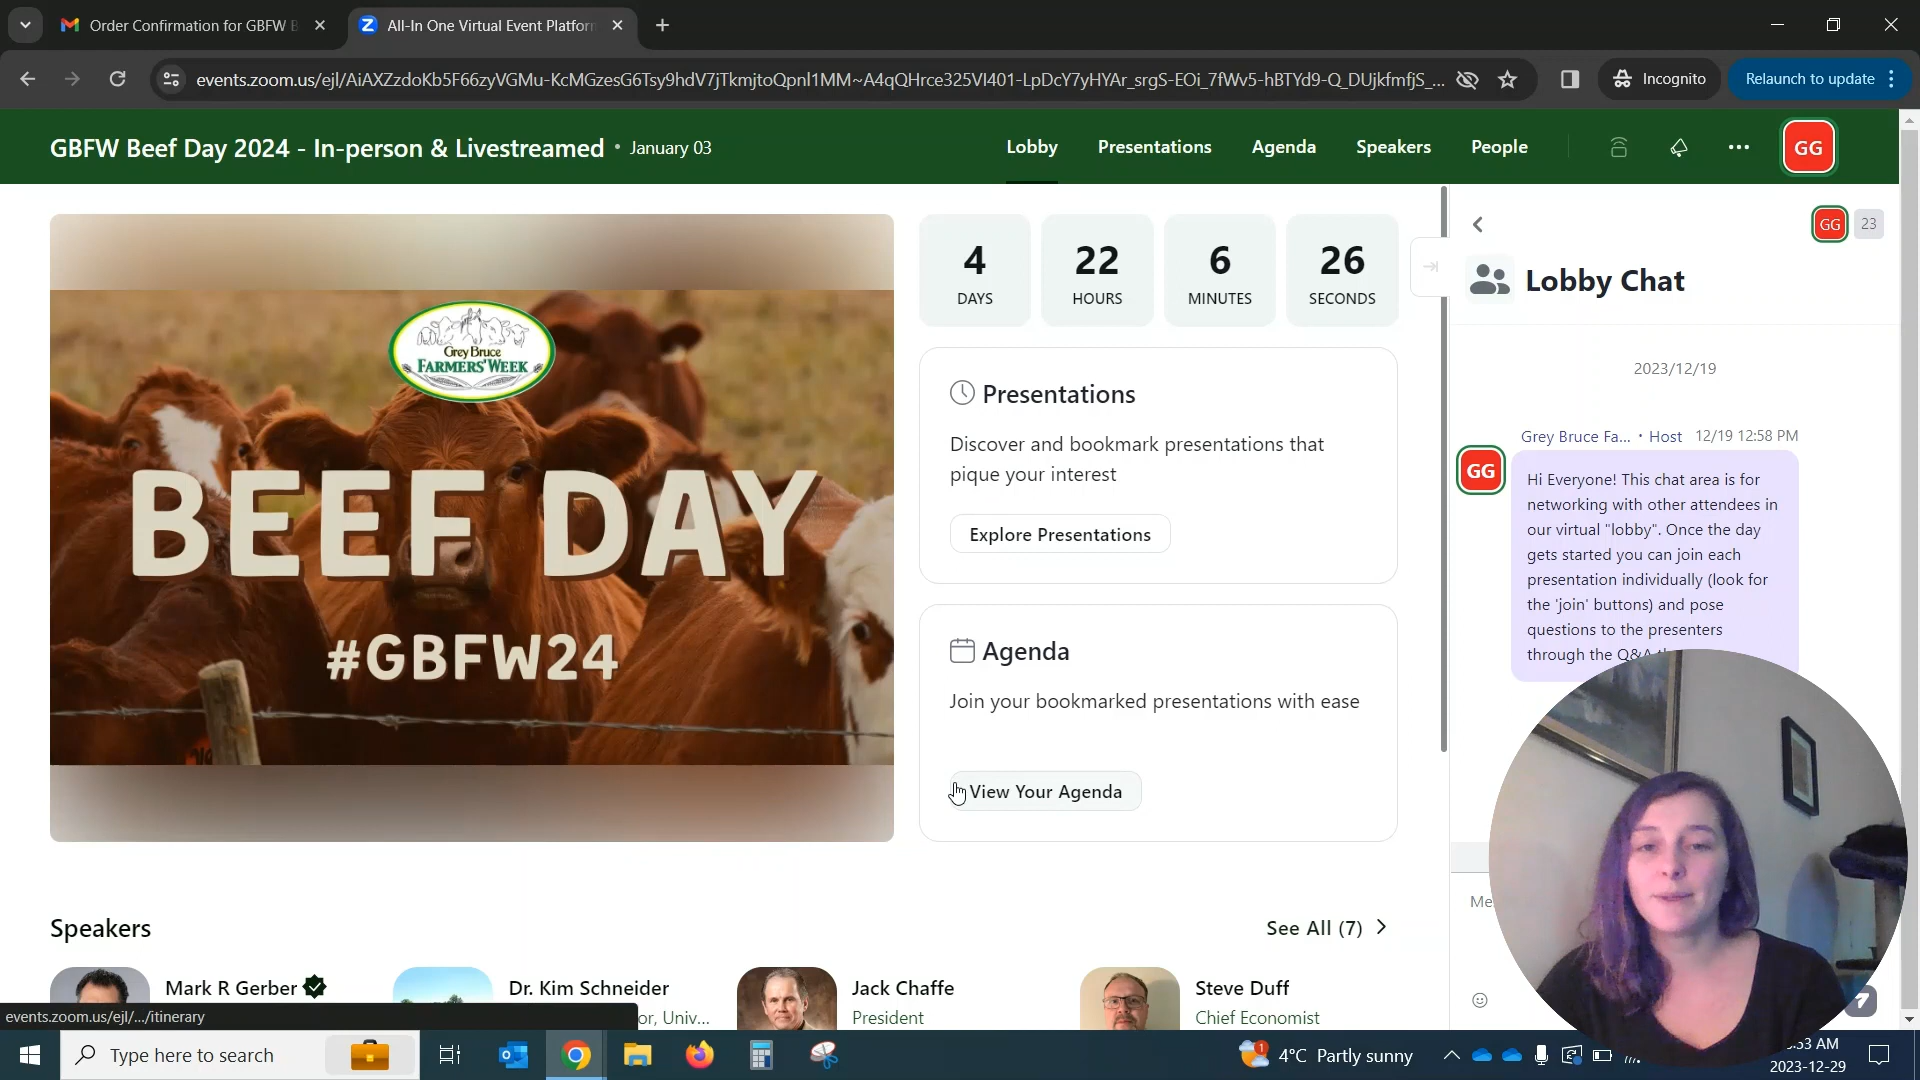 Order Confirmation for GBFW B
All-In One Virtual Event Platform
events.zoom.us/ejl/AiAXZzdoKb5F66zyVGMu-KcMGzesG6Tsy9hdV7jTkmjtoQpnl1MM~A4qQHrce325VI401-LpDcY7yHYAr_srgS-EOi_7fWv5-hBTYd9-Q_DUjkfmfjS_...
Incognito
Relaunch to update
GBFW Beef Day 2024 - In-person & Livestreamed • January 03
Lobby
Presentations
Agenda
Speakers
People
GG
Grey Bruce
FARMERS' WEEK
BEEF DAY
#GBFW24
4
DAYS
22
HOURS
6
MINUTES
26
SECONDS
Presentations
Discover and bookmark presentations that
pique your interest
Explore Presentations
Agenda
Join your bookmarked presentations with ease
View Your Agenda
GG
23
Lobby Chat
2023/12/19
Grey Bruce Fa... • Host 12/19 12:58 PM
GG
Hi Everyone! This chat area is for
networking with other attendees in
our virtual "lobby". Once the day
gets started you can join each
presentation individually (look for
the 'join' buttons) and pose
questions to the presenters
through the Q&A
Me
Speakers
See All (7)
Mark R Gerber
Dr. Kim Schneider
or, Univ...
Jack Chaffe
President
Steve Duff
Chief Economist
events.zoom.us/ejl/.../itinerary
Type here to search
1
4°C Partly sunny
:53 AM
2023-12-29